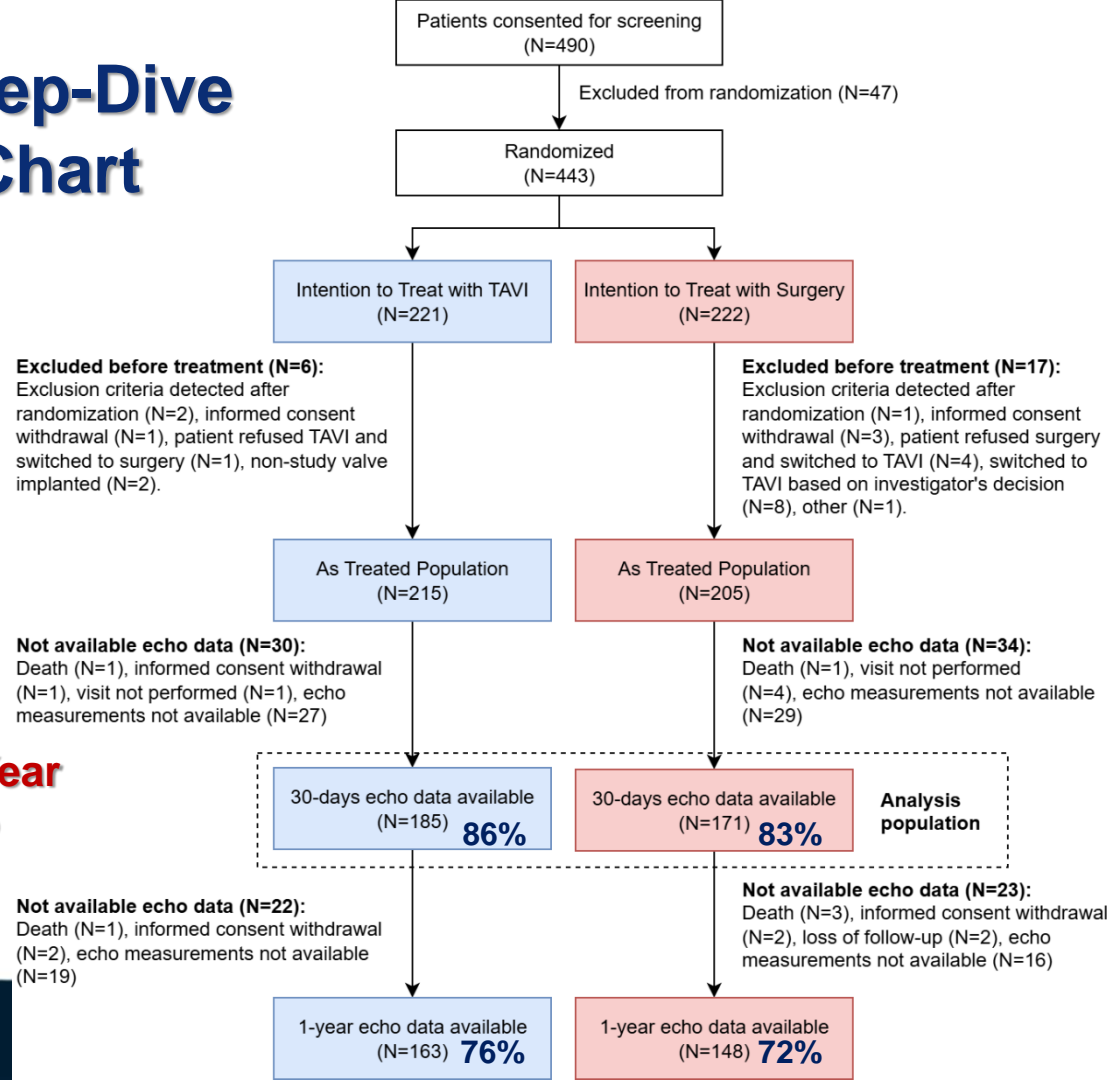 ep-Dive
Chart
Patients consented for screening
(N=490)
Excluded from randomization (N=47)
Randomized
(N=443)
Intention to Treat with TAVI
(N=221)
Intention to Treat with Surgery
(N=222)
Excluded before treatment (N=6):
Exclusion criteria detected after
randomization (N=2), informed consent
withdrawal (N=1), patient refused TAVI and
switched to surgery (N=1), non-study valve
implanted (N=2).
Excluded before treatment (N=17):
Exclusion criteria detected after
randomization (N=1), informed consent
withdrawal (N=3), patient refused surgery
and switched to TAVI (N=4), switched to
TAVI based on investigator's decision
(N=8), other (N=1).
As Treated Population
(N=215)
As Treated Population
(N=205)
Not available echo data (N=30):
Death (N=1), informed consent withdrawal
(N=1), visit not performed (N=1), echo
measurements not available (N=27)
Not available echo data (N=34):
Death (N=1), visit not performed
(N=4), echo measurements not available
(N=29)
ear
30-days echo data available
(N=185) 86%
30-days echo data available
(N=171) 83%
Analysis
population
Not available echo data (N=22):
Death (N=1), informed consent withdrawal
(N=2), echo measurements not available
(N=19)
Not available echo data (N=23):
Death (N=3), informed consent withdrawal
(N=2), loss of follow-up (N=2), echo
measurements not available (N=16)
1-year echo data available
(N=163) 76%
1-year echo data available
(N=148) 72%